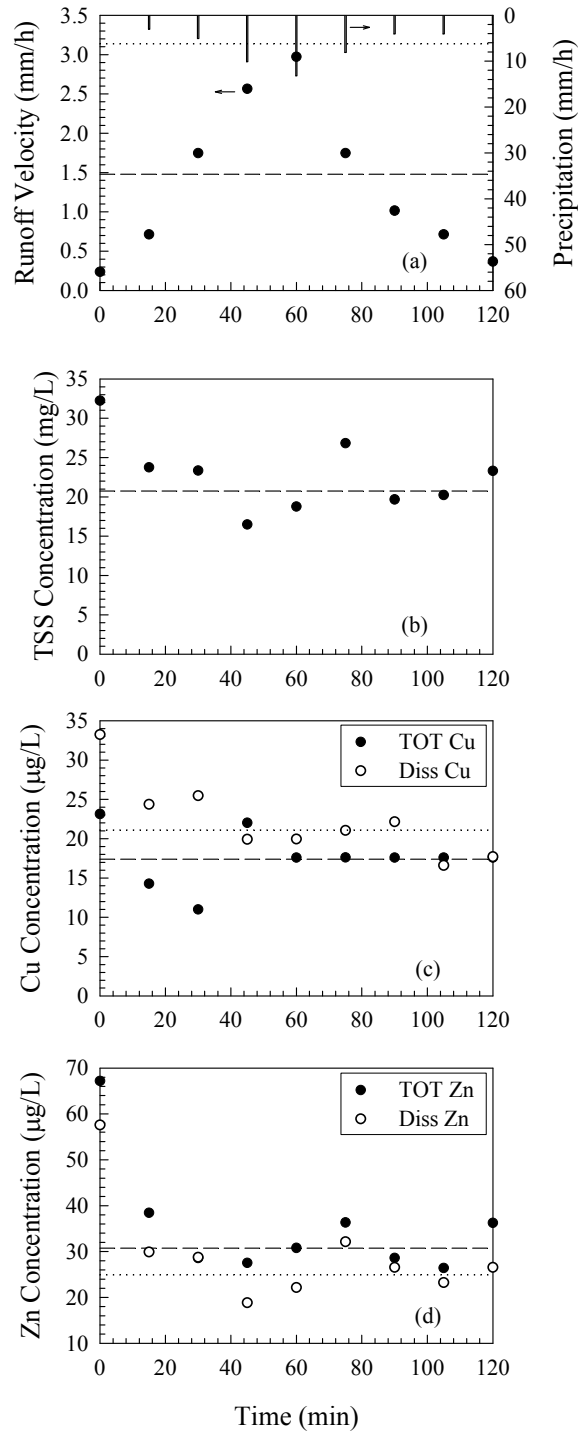 3.5
3.0
2.5
2.0
1.5
1.0
0.5
0.0
Runoff Velocity (mm/h)
0
10
20
30
40
50
60
Precipitation (mm/h)
(a)
0 20 40 60 80 100 120
35
30
25
20
15
10
5
0
TSS Concentration (mg/L)
(b)
0 20 40 60 80 100 120
35
30
25
20
15
10
5
0
Cu Concentration (μg/L)
TOT Cu
Diss Cu
(c)
0 20 40 60 80 100 120
70
60
50
40
30
20
10
Zn Concentration (μg/L)
TOT Zn
Diss Zn
(d)
0 20 40 60 80 100 120
Time (min)